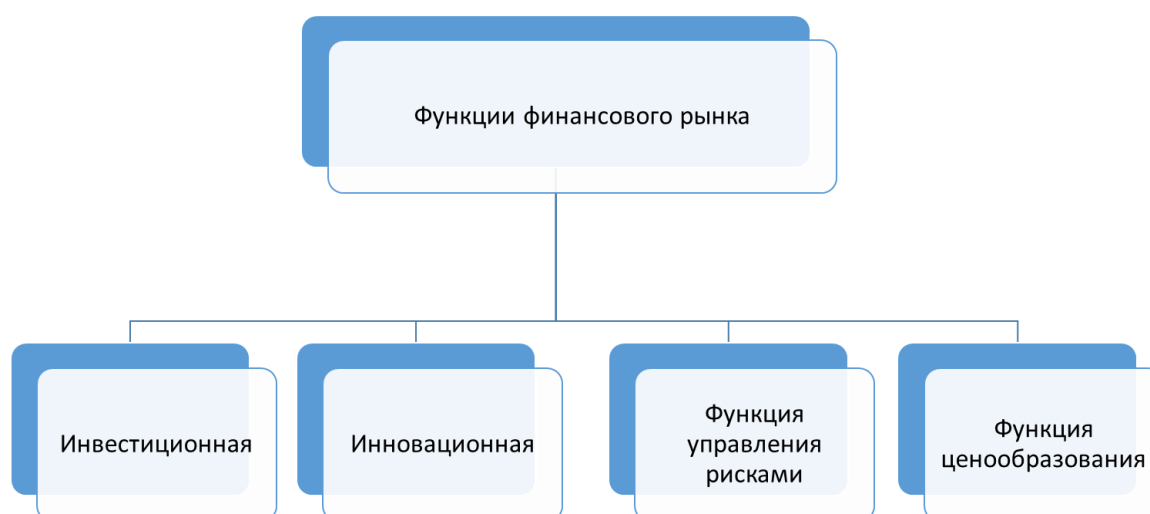 Функции финансового рынка
Инвестиционная
Инновационная
Функция
управления
рисками
Функция
ценообразования